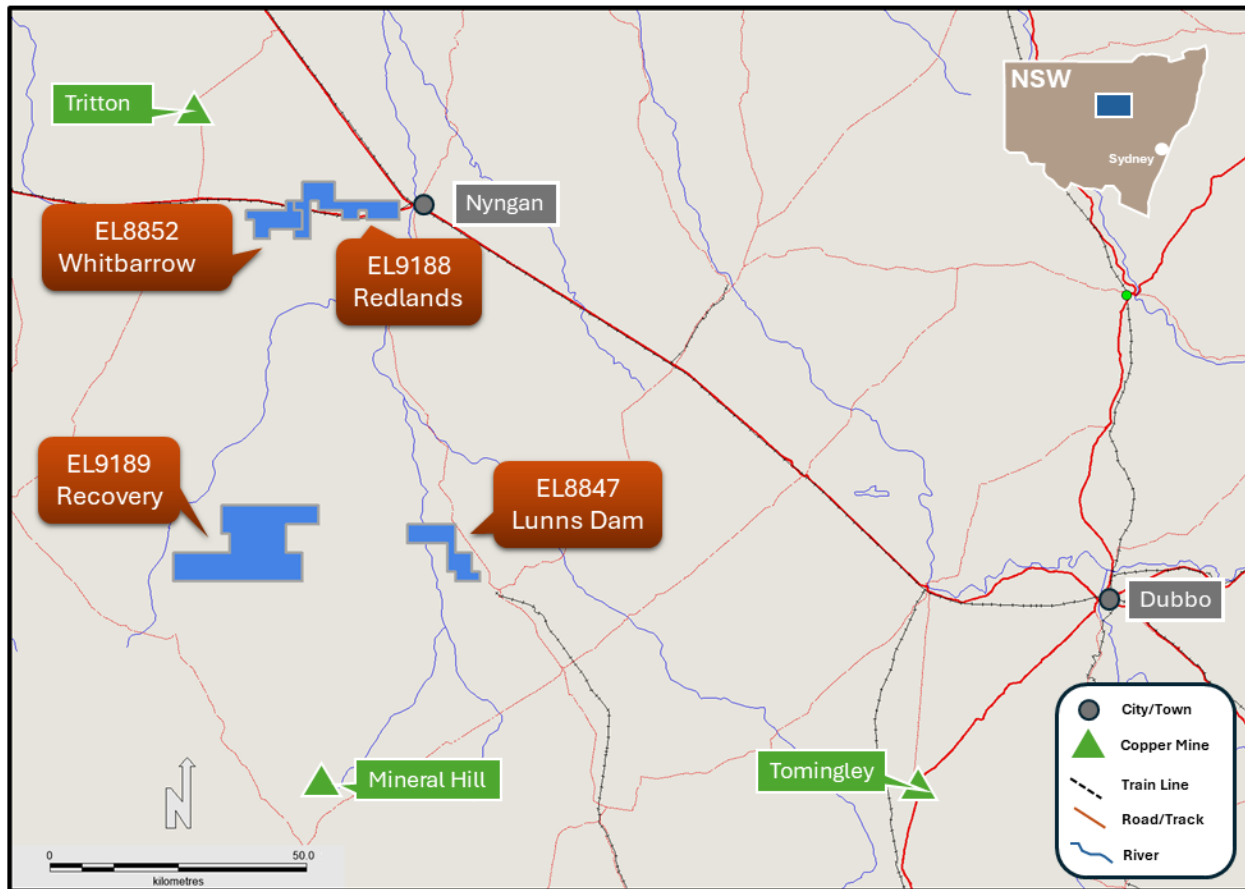 NSW
Sydney
Tritton
Nyngan
EL8852
Whitbarrow
EL9188
Redlands
EL9189
Recovery
EL8847
Lunns Dam
Dubbo
Mineral Hill
Tomingley
City/Town
Copper Mine
Train Line
Road/Track
River
N
0 50.0
kilometres